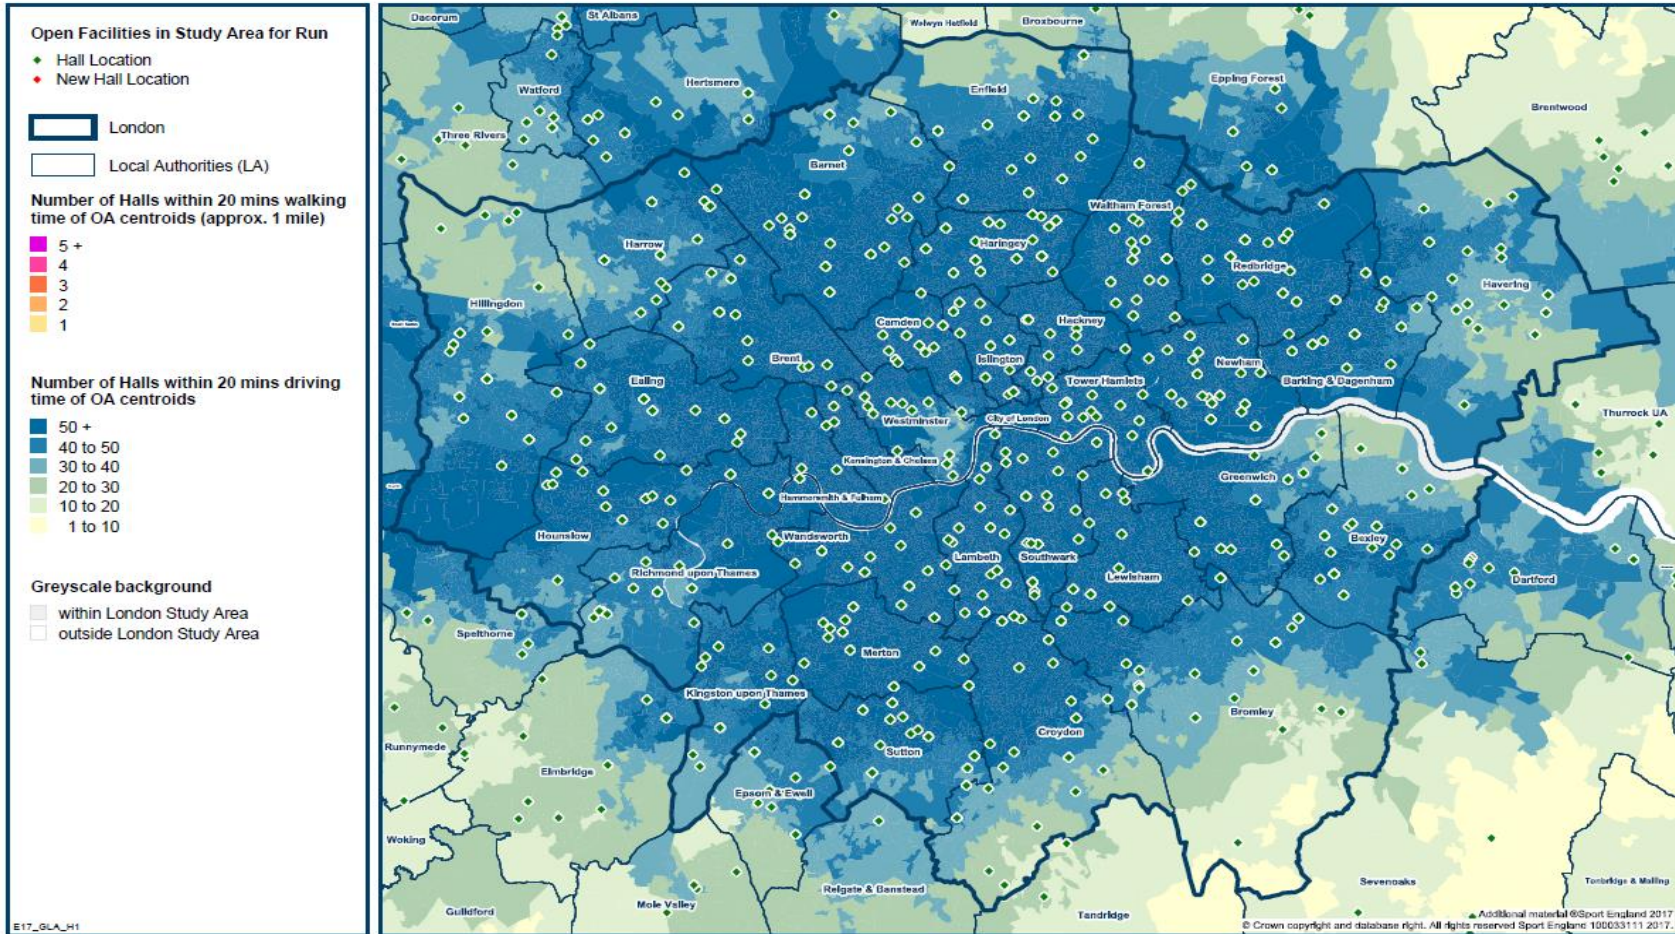 Open Facilities in Study Area for Run
Hall Location
New Hall Location
London
Local Authorities (LA)
Number of Halls within 20 mins walking
time of OA centroids (approx. 1 mile)
5 +
4
3
2
1
Number of Halls within 20 mins driving
time of OA centroids
50 +
40 to 50
30 to 40
20 to 30
10 to 20
1 to 10
Greyscale background
within London Study Area
outside London Study Area
E17_GLA_H1
Dacorum
St Albans
Welwyn Hatfield
Broxbourne
Hertsmere
Epping Forest
Watford
Enfield
Brentwood
Three Rivers
Barnet
Waltham Forest
Harrow
Haringey
Redbridge
Havering
Hillingdon
Camden
Hackney
Brent
Islington
Newham
Ealing
Tower Hamlets
Barking & Dagenham
Westminster
City of London
Thurrock UA
Kensington & Chelsea
Greenwich
Hammersmith & Fulham
Hounslow
Wandsworth
Bexley
Lambeth
Southwark
Richmond upon Thames
Lewisham
Dartford
Spelthorne
Merton
Kingston upon Thames
Bromley
Croydon
Runnymede
Sutton
Elmbridge
Epsom & Ewell
Woking
Reigate & Banstead
Sevenoaks
Tonbridge & Malling
Mole Valley
Guildford
Tandridge
Additional material ©Sport England 2017
© Crown copyright and database right. All rights reserved Sport England 100033111 2017